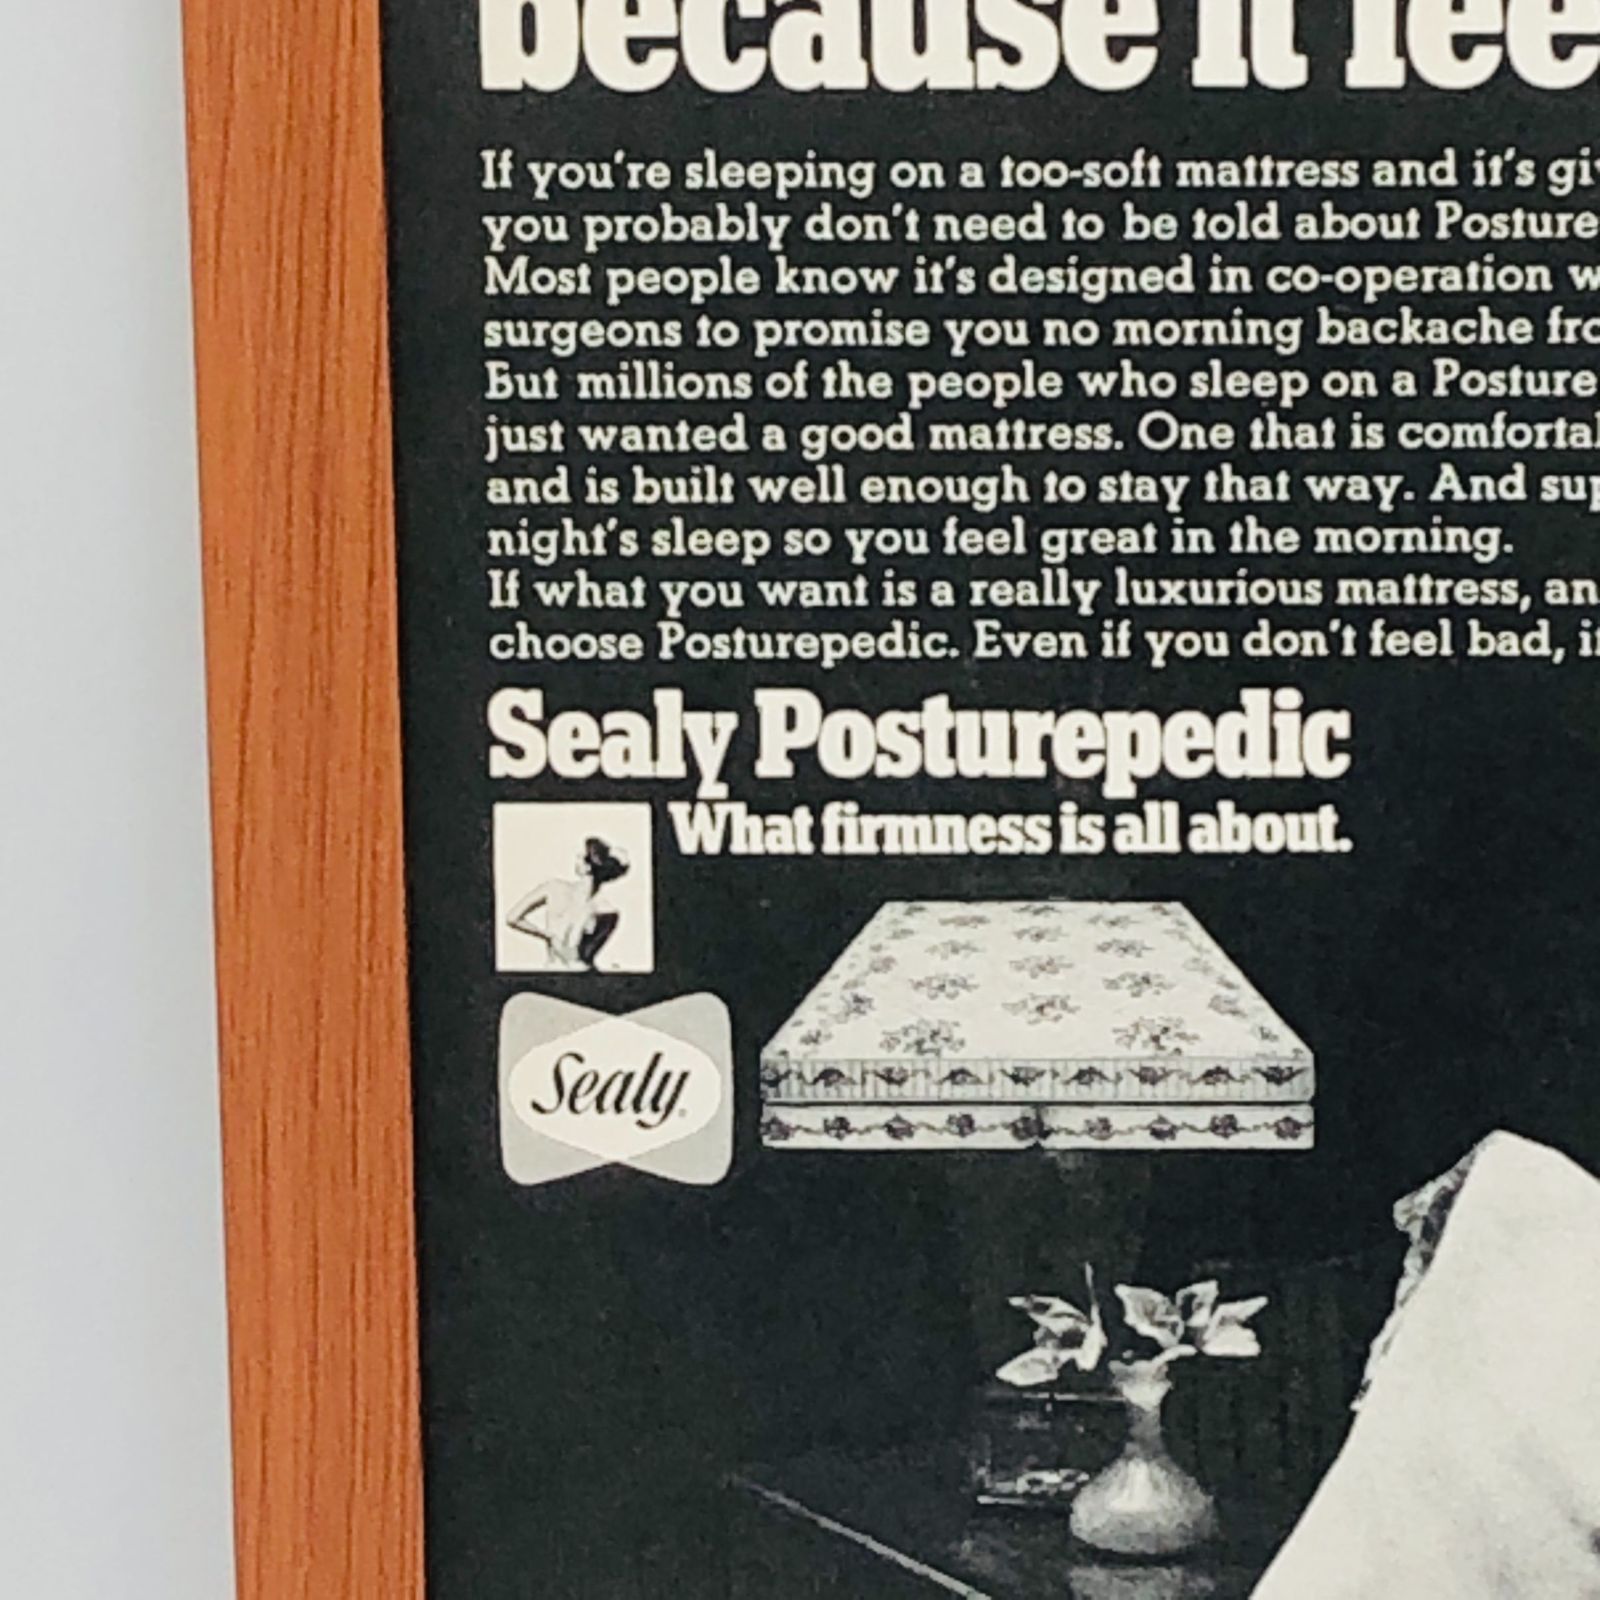 because it fee
If you're sleeping on a too-soft mattress and it's giv
you probably don't need to be told about Posture
Most people know it's designed in co-operation w
surgeons to promise you no morning backache fro
But millions of the people who sleep on a Posture
just wanted a good mattress. One that is comfortal
and is built well enough to stay that way. And sup
night's sleep so you feel great in the morning.
If what you want is a really luxurious mattress, an
choose Posturepedic. Even if you don't feel bad, it
Sealy Posturepedic
What firmness is all about.
Sealy